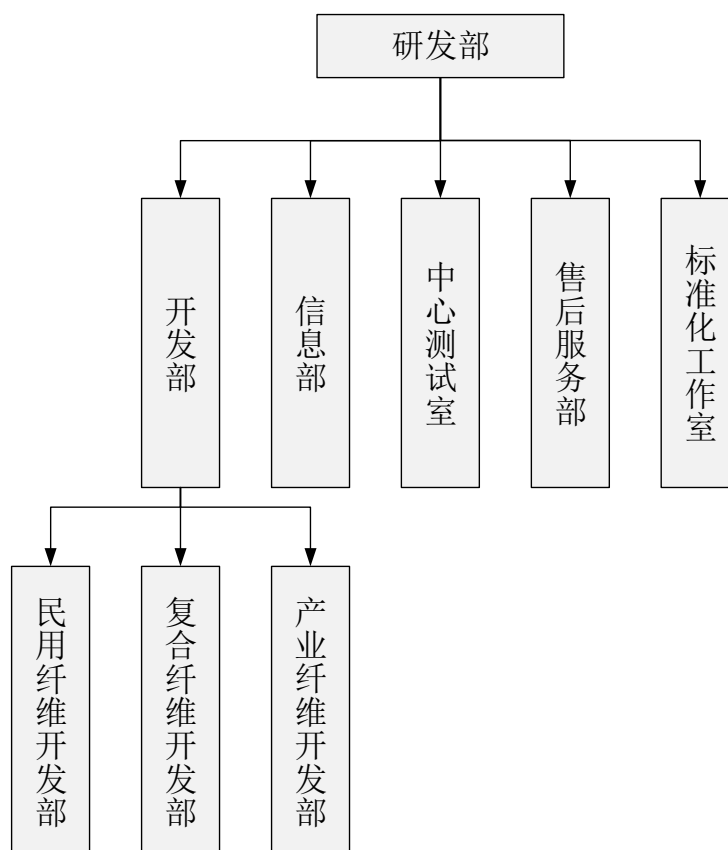 研发部
开发部
信息部
中心测试室
售后服务部
标准化工作室
民用纤维开发部
复合纤维开发部
产业纤维开发部